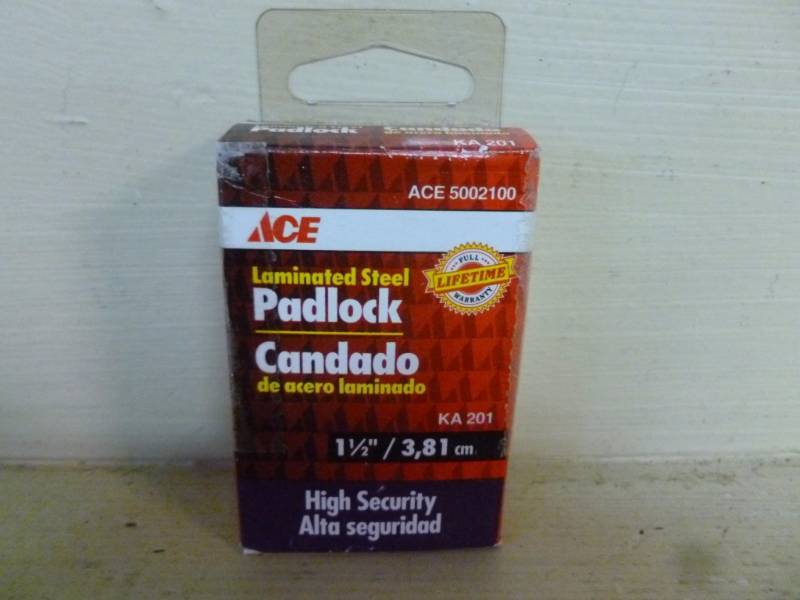 Padlock Candado
KA 201
ACE 5002100
ACE
FULL
LIFETIME
WARRANTY
Laminated Steel
Padlock
Candado
de acero laminado
KA 201
1½" / 3,81 cm
High Security
Alta seguridad